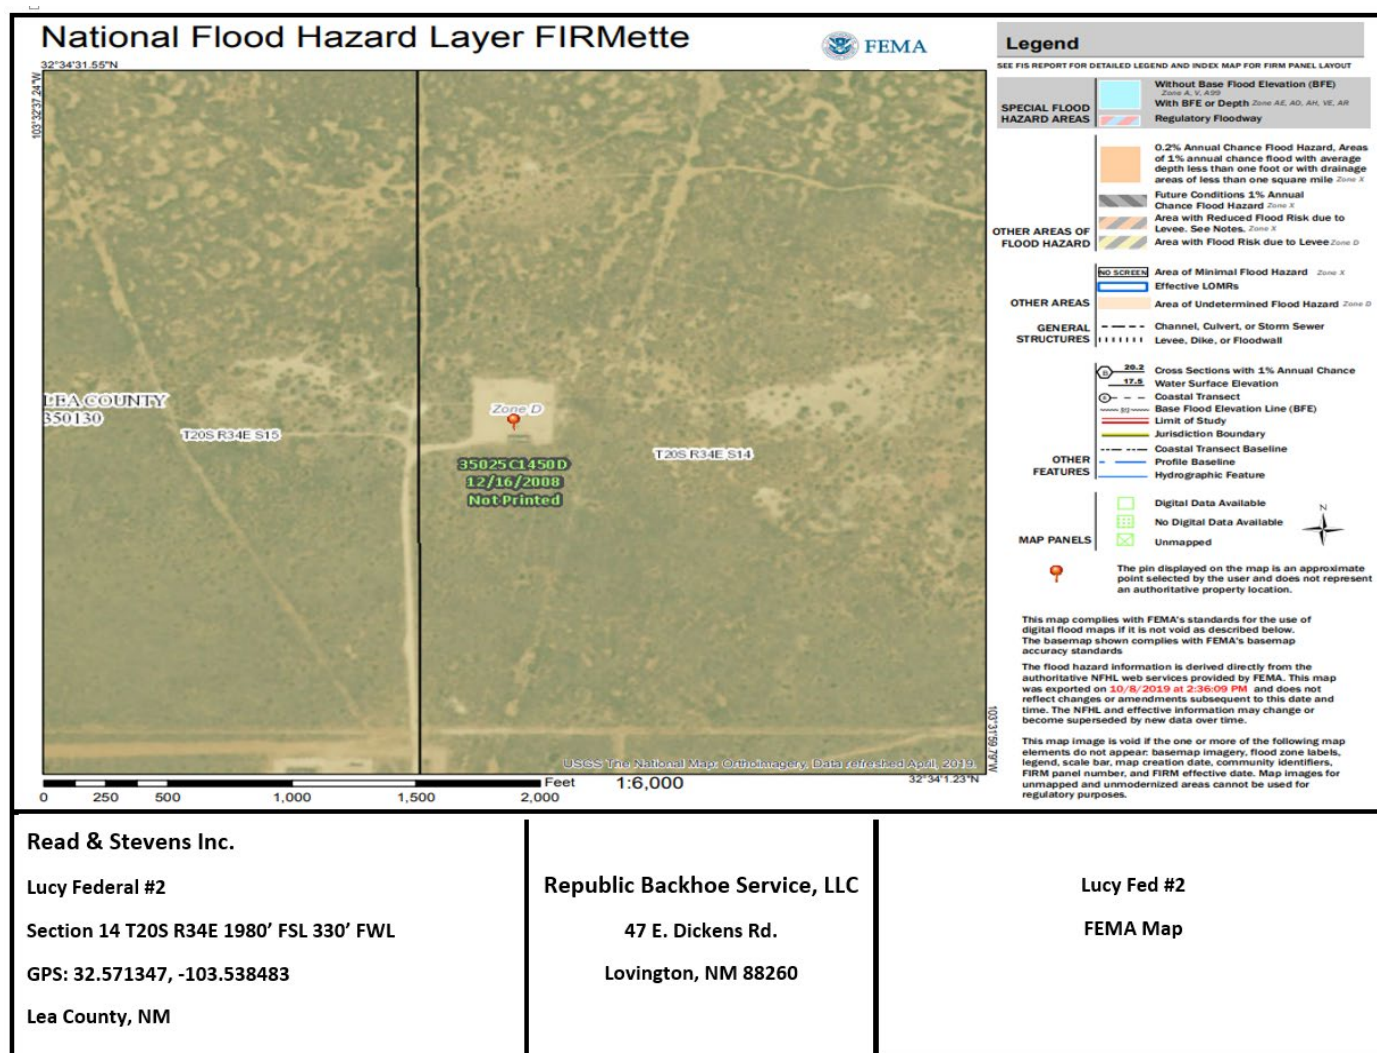 National Flood Hazard Layer FIRMette
FEMA
32°34'31.55"N
103°32'37.24"W
LEA COUNTY
350130
T20S R34E S15
Zone D
T20S R34E S14
35025C1450D
12/16/2008
Not Printed
USGS The National Map: Orthoimagery. Data refreshed April, 2019.
103°31'59.79"W
32°34'1.23"N
Feet
1:6,000
0 250 500 1,000 1,500 2,000
Legend
SEE FIS REPORT FOR DETAILED LEGEND AND INDEX MAP FOR FIRM PANEL LAYOUT
SPECIAL FLOOD
HAZARD AREAS
Without Base Flood Elevation (BFE)
Zone A, V, A99
With BFE or Depth Zone AE, AO, AH, VE, AR
Regulatory Floodway
OTHER AREAS OF
FLOOD HAZARD
0.2% Annual Chance Flood Hazard, Areas
of 1% annual chance flood with average
depth less than one foot or with drainage
areas of less than one square mile Zone X
Future Conditions 1% Annual
Chance Flood Hazard Zone X
Area with Reduced Flood Risk due to
Levee. See Notes. Zone X
Area with Flood Risk due to Levee Zone D
OTHER AREAS
NO SCREEN Area of Minimal Flood Hazard Zone X
Effective LOMRs
Area of Undetermined Flood Hazard Zone D
GENERAL
STRUCTURES
Channel, Culvert, or Storm Sewer
Levee, Dike, or Floodwall
OTHER
FEATURES
B 20.2 Cross Sections with 1% Annual Chance
17.5 Water Surface Elevation
Coastal Transect
Base Flood Elevation Line (BFE)
Limit of Study
Jurisdiction Boundary
Coastal Transect Baseline
Profile Baseline
Hydrographic Feature
MAP PANELS
Digital Data Available
No Digital Data Available
Unmapped
N
The pin displayed on the map is an approximate
point selected by the user and does not represent
an authoritative property location.
This map complies with FEMA's standards for the use of
digital flood maps if it is not void as described below.
The basemap shown complies with FEMA's basemap
accuracy standards
The flood hazard information is derived directly from the
authoritative NFHL web services provided by FEMA. This map
was exported on 10/8/2019 at 2:36:09 PM and does not
reflect changes or amendments subsequent to this date and
time. The NFHL and effective information may change or
become superseded by new data over time.
This map image is void if the one or more of the following map
elements do not appear: basemap imagery, flood zone labels,
legend, scale bar, map creation date, community identifiers,
FIRM panel number, and FIRM effective date. Map images for
unmapped and unmodernized areas cannot be used for
regulatory purposes.
Read & Stevens Inc.
Lucy Federal #2
Section 14 T20S R34E 1980’ FSL 330’ FWL
GPS: 32.571347, -103.538483
Lea County, NM
Republic Backhoe Service, LLC
47 E. Dickens Rd.
Lovington, NM 88260
Lucy Fed #2
FEMA Map